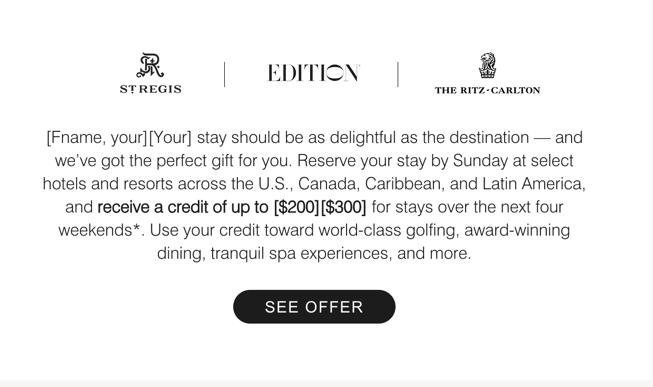 ST REGIS
EDITION
THE RITZ-CARLTON
[Fname, your][Your] stay should be as delightful as the destination — and
we’ve got the perfect gift for you. Reserve your stay by Sunday at select
hotels and resorts across the U.S., Canada, Caribbean, and Latin America,
and receive a credit of up to [$200][$300] for stays over the next four
weekends*. Use your credit toward world-class golfing, award-winning
dining, tranquil spa experiences, and more.
SEE OFFER